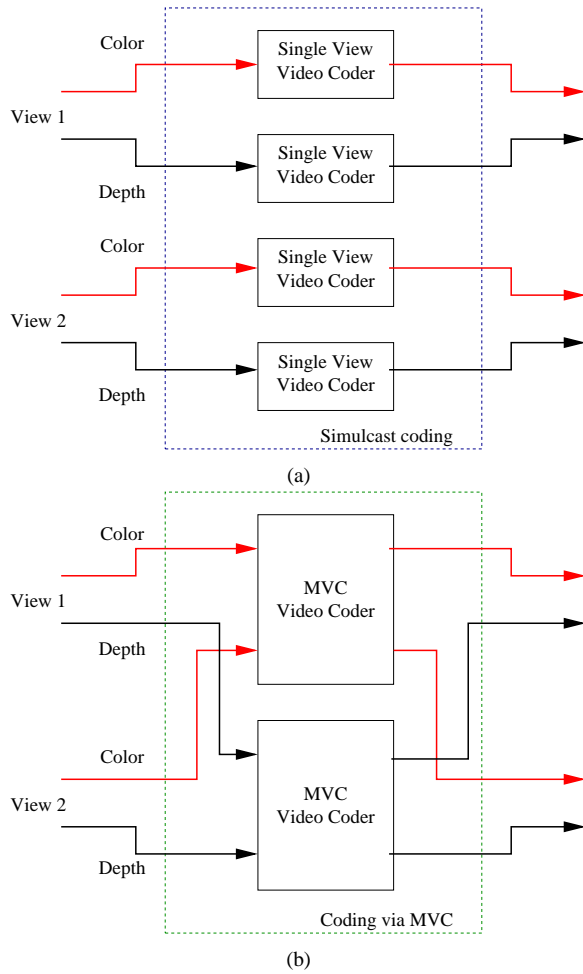 Color
Single View
Video Coder
View 1
Single View
Video Coder
Depth
Color
Single View
Video Coder
View 2
Single View
Video Coder
Depth
Simulcast coding
(a)
Color
MVC
Video Coder
View 1
Depth
Color
MVC
Video Coder
View 2
Depth
Coding via MVC
(b)